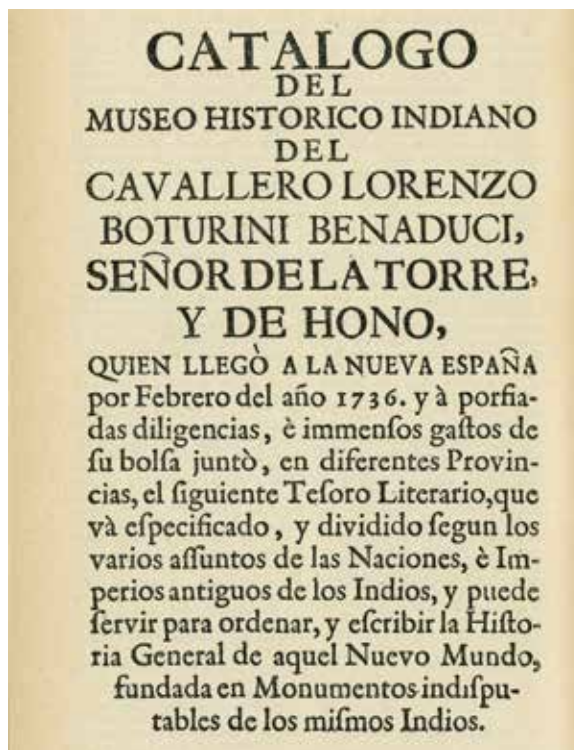 CATALOGO
DEL
MUSEO HISTORICO INDIANO
DEL
CAVALLERO LORENZO
BOTURINI BENADUCI,
SEÑOR DE LA TORRE,
Y DE HONO,
QUIEN LLEGÒ A LA NUEVA ESPAÑA
por Febrero del año 1736. y à porfia-
das diligencias, è immenſos gaſtos de
ſu bolſa juntò, en diferentes Provin-
cias, el ſiguiente Teſoro Literario, que
và eſpecificado, y dividido ſegun los
varios aſſuntos de las Naciones, è Im-
perios antiguos de los Indios, y puede
ſervir para ordenar, y eſcribir la Hiſto-
ria General de aquel Nuevo Mundo,
fundada en Monumentos indiſpu-
tables de los miſmos Indios.